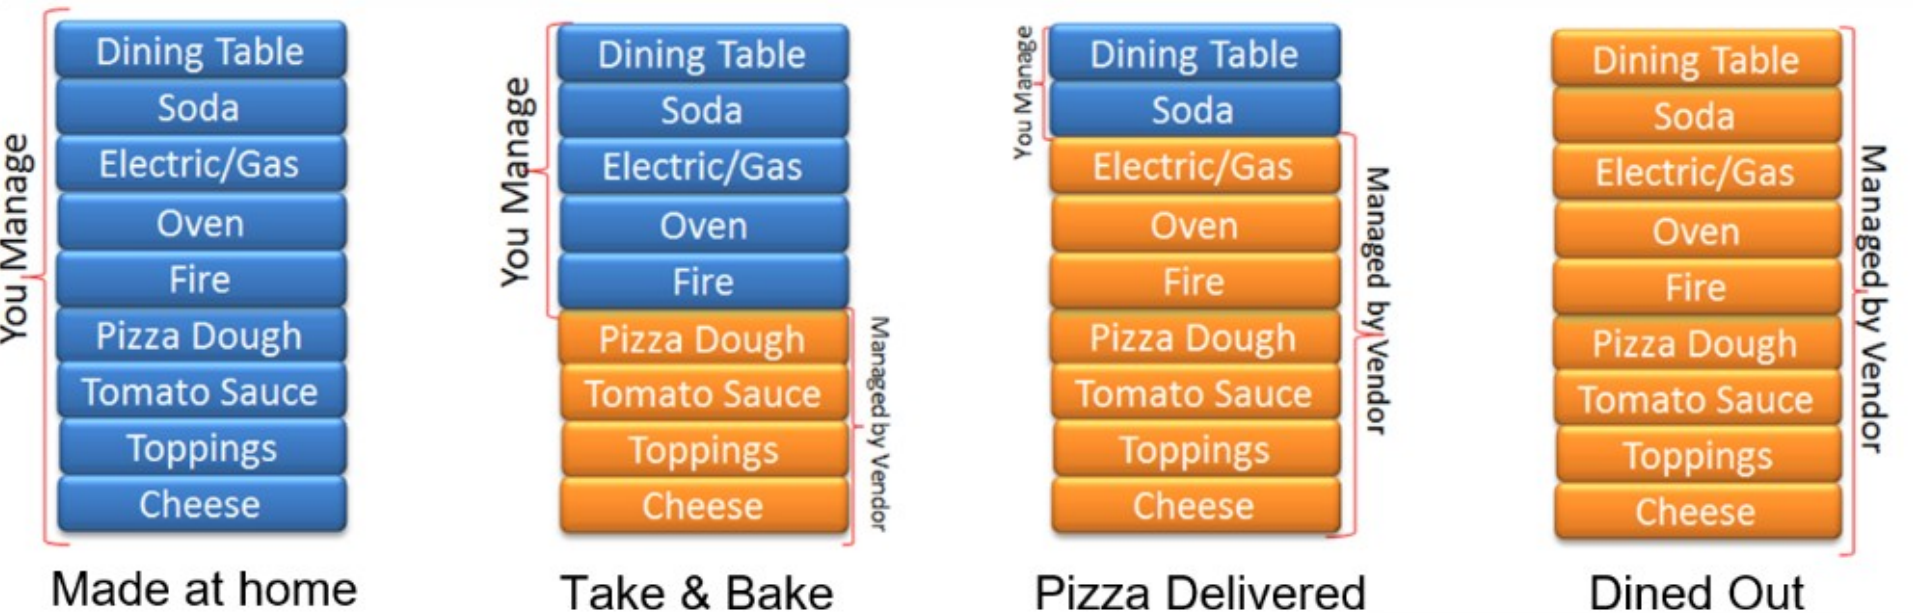 You Manage
Dining Table
Soda
Electric/Gas
Oven
Fire
Pizza Dough
Tomato Sauce
Toppings
Cheese
Made at home
You Manage
Dining Table
Soda
Electric/Gas
Oven
Fire
Pizza Dough
Tomato Sauce
Toppings
Cheese
Managed by Vendor
Take & Bake
You Manage
Dining Table
Soda
Electric/Gas
Oven
Fire
Pizza Dough
Tomato Sauce
Toppings
Cheese
Managed by Vendor
Pizza Delivered
Dining Table
Soda
Electric/Gas
Oven
Fire
Pizza Dough
Tomato Sauce
Toppings
Cheese
Managed by Vendor
Dined Out